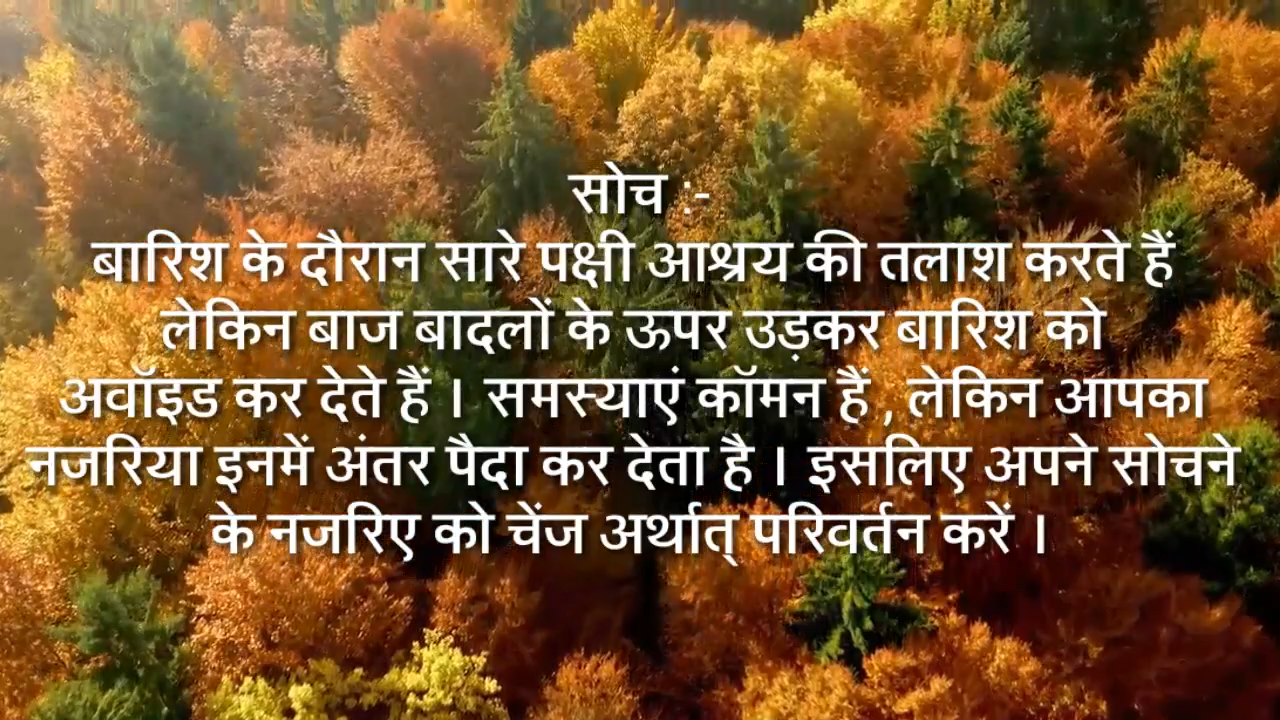 सोच :-
बारिश के दौरान सारे पक्षी आश्रय की तलाश करते हैं
लेकिन बाज बादलों के ऊपर उड़कर बारिश को
अवॉइड कर देते हैं । समस्याएं कॉमन हैं , लेकिन आपका
नजरिया इनमें अंतर पैदा कर देता है । इसलिए अपने सोचने
के नजरिए को चेंज अर्थात् परिवर्तन करें ।